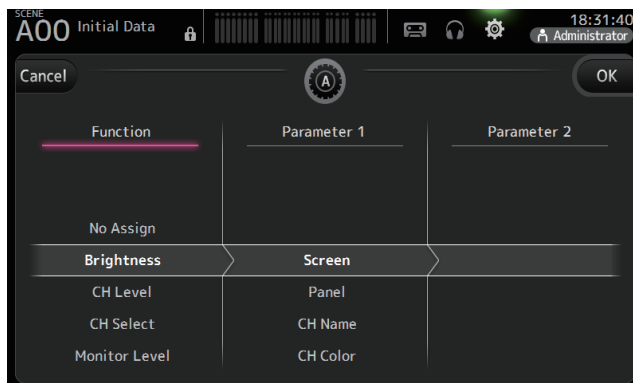 SCENE
A00 Initial Data
18:31:40
Administrator
Cancel
A
OK
Function
Parameter 1
Parameter 2
No Assign
Brightness
Screen
CH Level
Panel
CH Select
CH Name
Monitor Level
CH Color